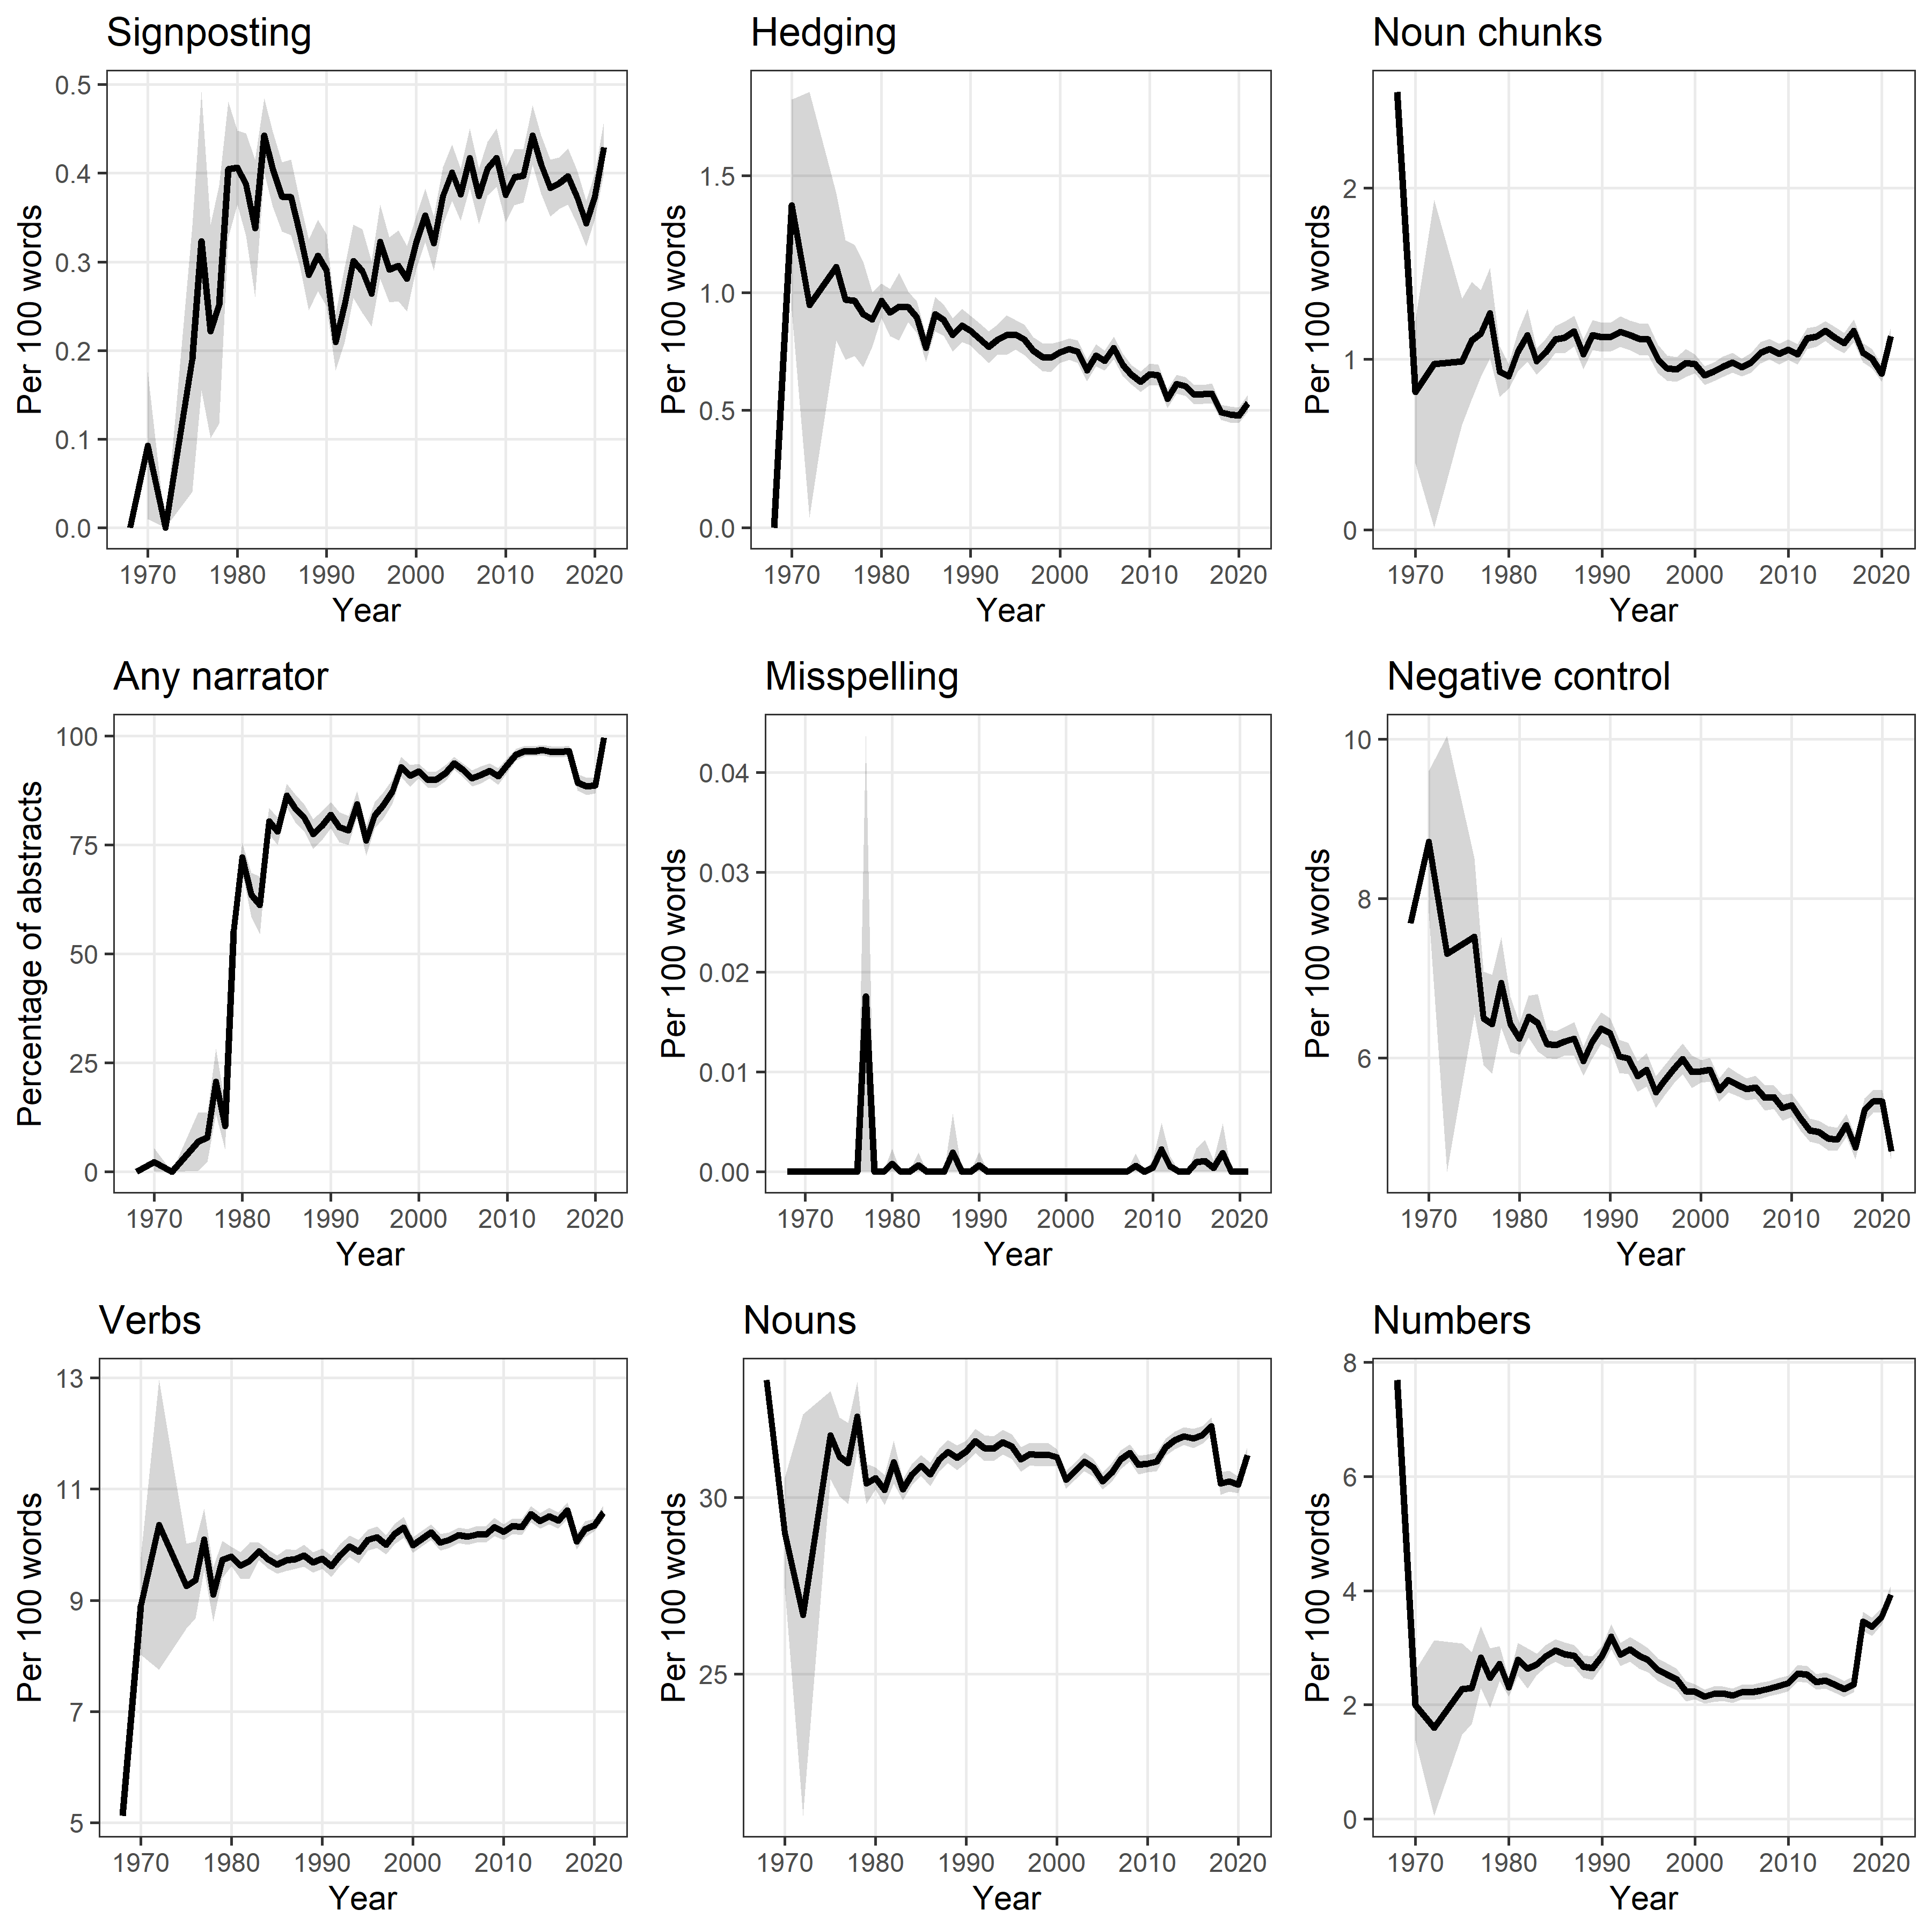 Signposting
Per 100 words
0.5
0.4
0.3
0.2
0.1
0.0
1970 1980 1990 2000 2010 2020
Year
Hedging
Per 100 words
1.5
1.0
0.5
0.0
1970 1980 1990 2000 2010 2020
Year
Noun chunks
Per 100 words
2
1
0
1970 1980 1990 2000 2010 2020
Year
Any narrator
Percentage of abstracts
100
75
50
25
0
1970 1980 1990 2000 2010 2020
Year
Misspelling
Per 100 words
0.04
0.03
0.02
0.01
0.00
1970 1980 1990 2000 2010 2020
Year
Negative control
Per 100 words
10
8
6
1970 1980 1990 2000 2010 2020
Year
Verbs
Per 100 words
13
11
9
7
5
1970 1980 1990 2000 2010 2020
Year
Nouns
Per 100 words
30
25
1970 1980 1990 2000 2010 2020
Year
Numbers
Per 100 words
8
6
4
2
0
1970 1980 1990 2000 2010 2020
Year